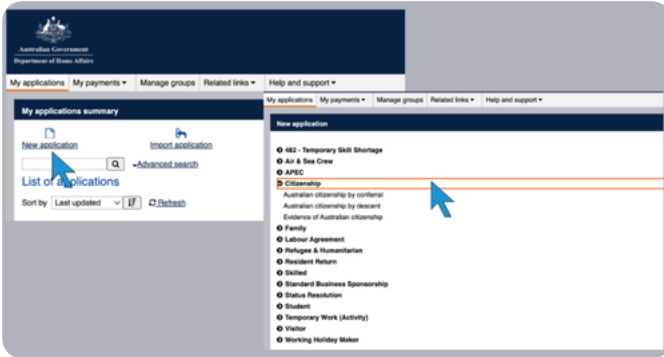 Australian Government
Department of Home Affairs
My applications My payments Manage groups Related links Help and support
My applications summary
New application Import application
Advanced search
List of applications
Sort by Last updated Refresh
My applications My payments Manage groups Related links Help and support
New application
482 - Temporary Skill Shortage
Air & Sea Crew
APEC
Citizenship
Australian citizenship by conferral
Australian citizenship by descent
Evidence of Australian citizenship
Family
Labour Agreement
Refugee & Humanitarian
Resident Return
Skilled
Standard Business Sponsorship
Status Resolution
Student
Temporary Work (Activity)
Visitor
Working Holiday Maker